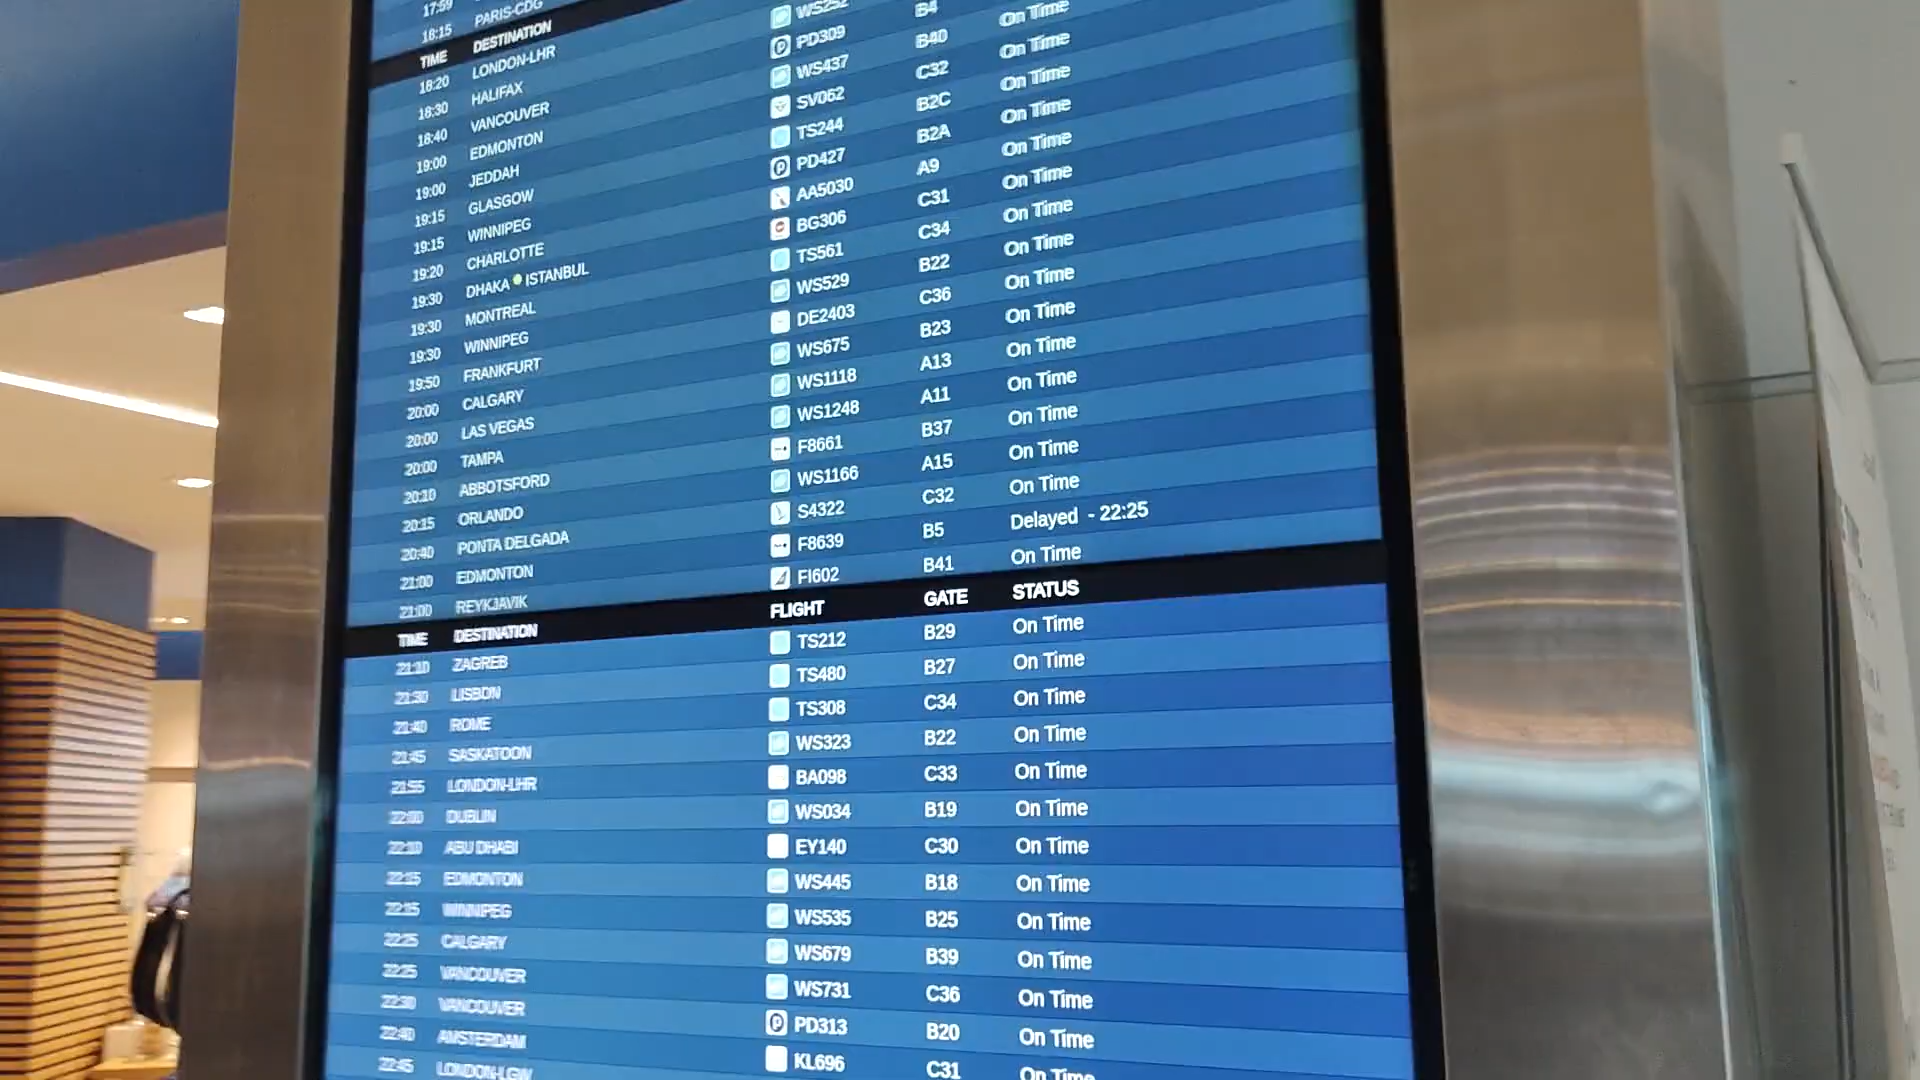 17:59
18:15 PARIS-CDG
TIME DESTINATION
18:20 LONDON-LHR
18:30 HALIFAX WS252
18:40 VANCOUVER PD309 B4 On Time
19:00 EDMONTON WS437 B40 On Time
19:00 JEDDAH SV062 C32 On Time
19:15 GLASGOW TS244 B2C On Time
19:15 WINNIPEG PD427 B2A On Time
19:20 CHARLOTTE AA5030 A9 On Time
19:30 DHAKA ISTANBUL BG306 C31 On Time
19:30 MONTREAL TS561 C34 On Time
19:30 WINNIPEG WS529 B22 On Time
19:50 FRANKFURT DE2403 C36 On Time
20:00 CALGARY WS675 B23 On Time
20:00 LAS VEGAS WS1118 A13 On Time
20:00 TAMPA WS1248 A11 On Time
20:10 ABBOTSFORD F8661 B37 On Time
20:15 ORLANDO WS1166 A15 On Time
20:40 PONTA DELGADA S4322 C32 On Time
21:00 EDMONTON F8639 B5 Delayed - 22:25
21:00 REYKJAVIK FI602 B41 On Time
TIME DESTINATION FLIGHT GATE STATUS
21:10 ZAGREB TS212 B29 On Time
21:30 LISBON TS480 B27 On Time
21:40 ROME TS308 C34 On Time
21:45 SASKATOON WS323 B22 On Time
21:55 LONDON-LHR BA098 C33 On Time
22:00 DUBLIN WS034 B19 On Time
22:10 ABU DHABI EY140 C30 On Time
22:15 EDMONTON WS445 B18 On Time
22:15 WINNIPEG WS535 B25 On Time
22:25 CALGARY WS679 B39 On Time
22:25 VANCOUVER WS731 C36 On Time
22:30 VANCOUVER PD313 B20 On Time
22:40 AMSTERDAM KL696 C31 On Time
22:45 LONDON-LGW